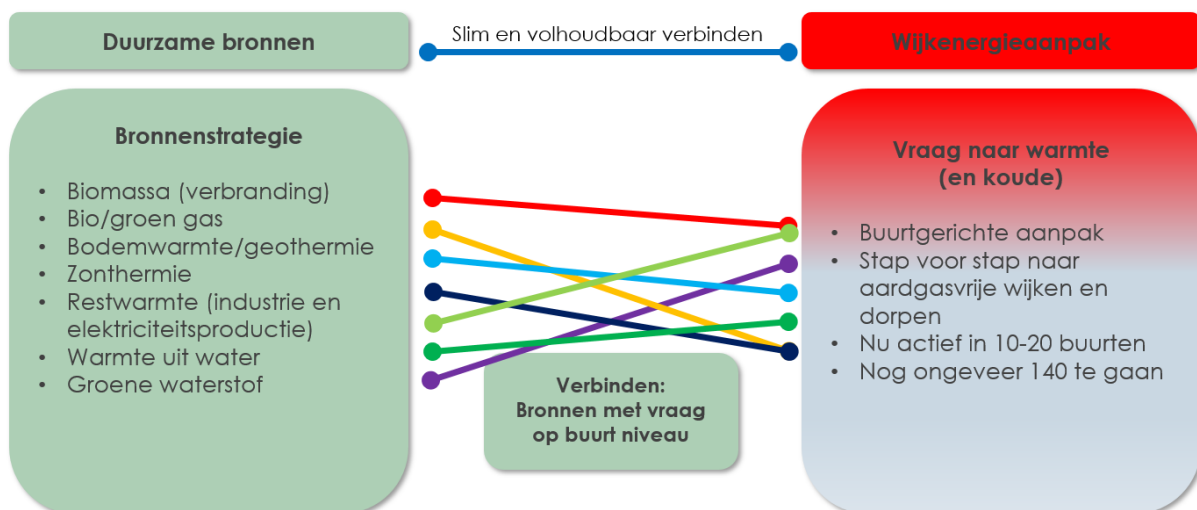 Duurzame bronnen
Slim en volhoudbaar verbinden
Wijkenergieaanpak
Bronnenstrategie
• Biomassa (verbranding)
• Bio/groen gas
• Bodemwarmte/geothermie
• Zonthermie
• Restwarmte (industrie en
elektriciteitsproductie)
• Warmte uit water
• Groene waterstof
Verbinden:
Bronnen met vraag
op buurt niveau
Vraag naar warmte
(en koude)
• Buurtgerichte aanpak
• Stap voor stap naar
aardgasvrije wijken en
dorpen
• Nu actief in 10-20 buurten
• Nog ongeveer 140 te gaan